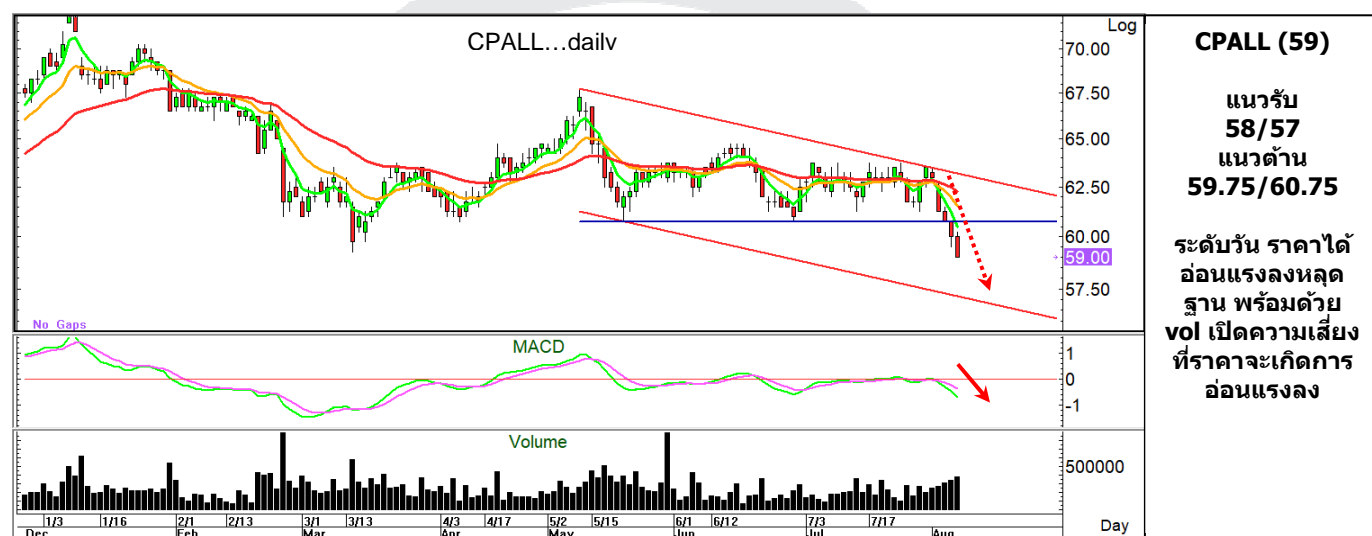 CPALL...daily
Log
70.00
67.50
65.00
62.50
60.00
59.00
57.50
No Gaps
MACD
1
0
-1
Volume
500000
1/3 1/16 2/1 2/13 3/1 3/13 4/3 4/17 5/2 5/15 6/1 6/12 7/3 7/17
Dec Feb Mar Apr May Jun Jul Aug
Day
CPALL (59)
แนวรับ
58/57
แนวต้าน
59.75/60.75
ระดับวัน ราคาได้
อ่อนแรงลงหลุด
ฐาน พร้อมด้วย
vol เปิดความเสี่ยง
ที่ราคาจะเกิดการ
อ่อนแรงลง